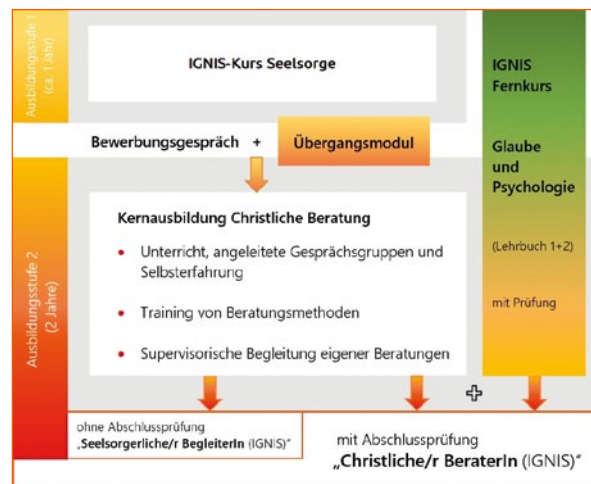 Ausbildungsstufe 1
(ca. 1 Jahr)
IGNIS-Kurs Seelsorge
Bewerbungsgespräch + Übergangsmodul
Ausbildungsstufe 2
(2 Jahre)
Kernausbildung Christliche Beratung
• Unterricht, angeleitete Gesprächsgruppen und
Selbsterfahrung
• Training von Beratungsmethoden
• Supervisorische Begleitung eigener Beratungen
IGNIS
Fernkurs
Glaube
und
Psychologie
(Lehrbuch 1+2)
mit Prüfung
ohne Abschlussprüfung
„Seelsorgerliche/r BegleiterIn (IGNIS)“
mit Abschlussprüfung
„Christliche/r BeraterIn (IGNIS)“